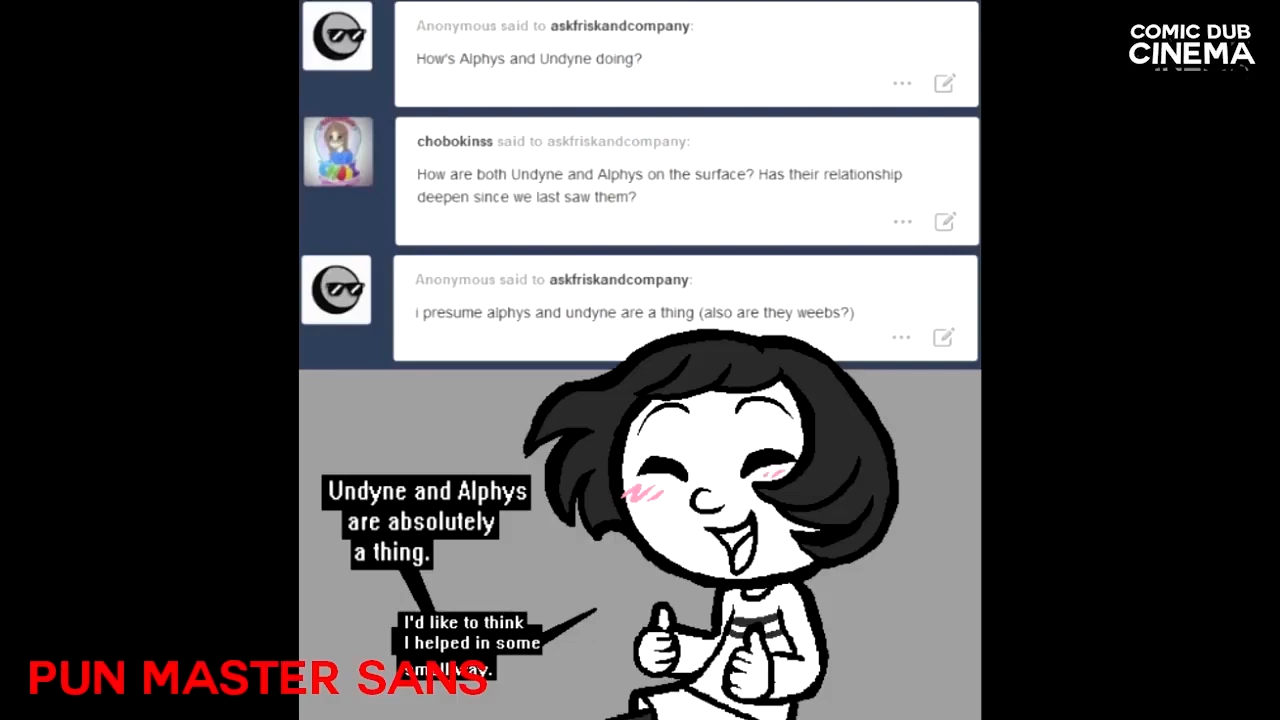 Anonymous said to askfriskandcompany:
How's Alphys and Undyne doing?
COMIC DUB
CINEMA
chobokinss said to askfriskandcompany:
How are both Undyne and Alphys on the surface? Has their relationship
deepen since we last saw them?
Anonymous said to askfriskandcompany:
i presume alphys and undyne are a thing (also are they weebs?)
Undyne and Alphys
are absolutely
a thing.
I'd like to think
I helped in some
small way.
PUN MASTER SANS